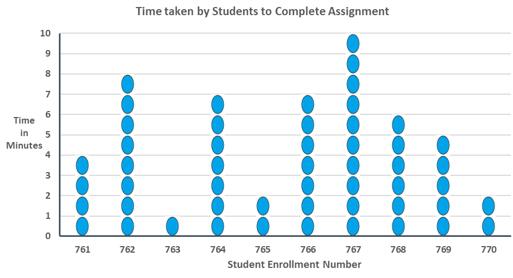 Time taken by Students to Complete Assignment
10
9
8
7
6
5
4
3
2
1
0
Time
in
Minutes
761 762 763 764 765 766 767 768 769 770
Student Enrollment Number